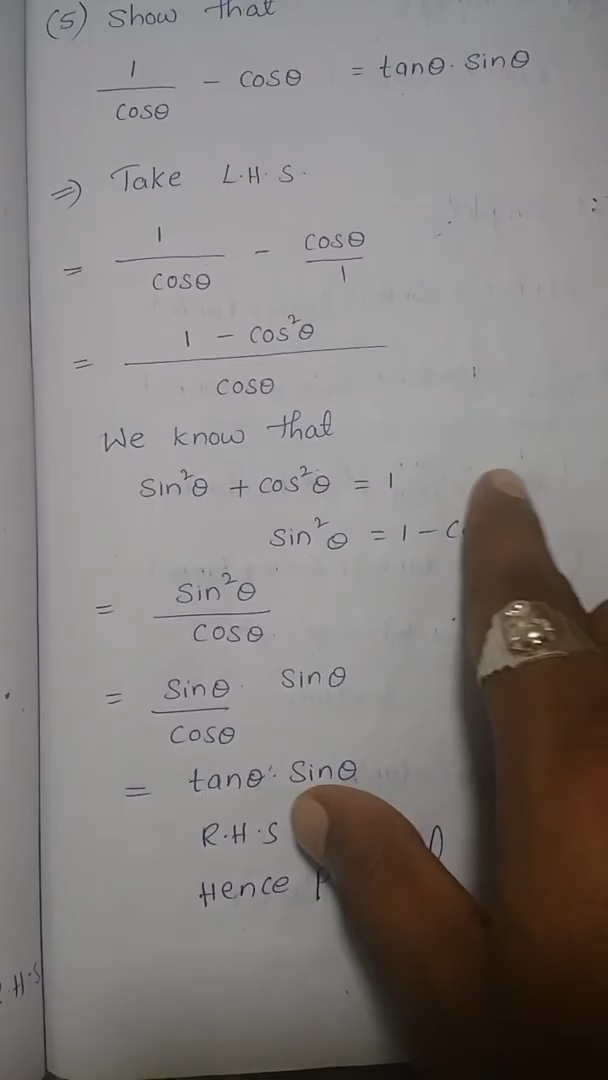 (5) Show that
1/cosθ - cosθ = tanθ. sinθ
⇒ Take L.H.S.
= 1/cosθ - cosθ/1
= 1 - cos²θ/cosθ
We know that
sin²θ + cos²θ = 1
sin²θ = 1 -
= sin²θ/cosθ
= sinθ/cosθ . sinθ
= tanθ. sinθ
R.H.S
Hence